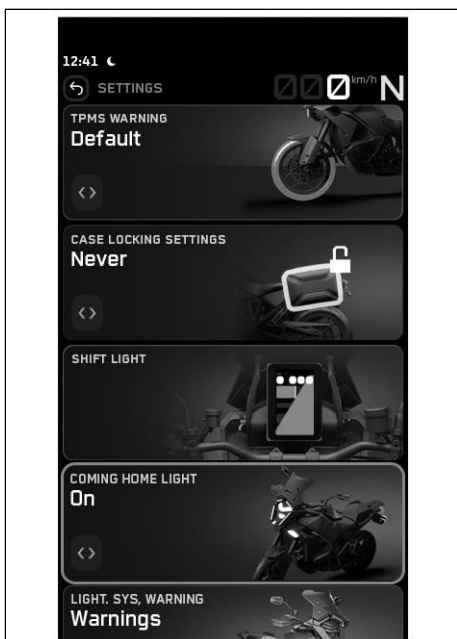 12:41
SETTINGS
000 km/h N
TPMS WARNING
Default
CASE LOCKING SETTINGS
Never
SHIFT LIGHT
COMING HOME LIGHT
On
LIGHT. SYS, WARNING
Warnings